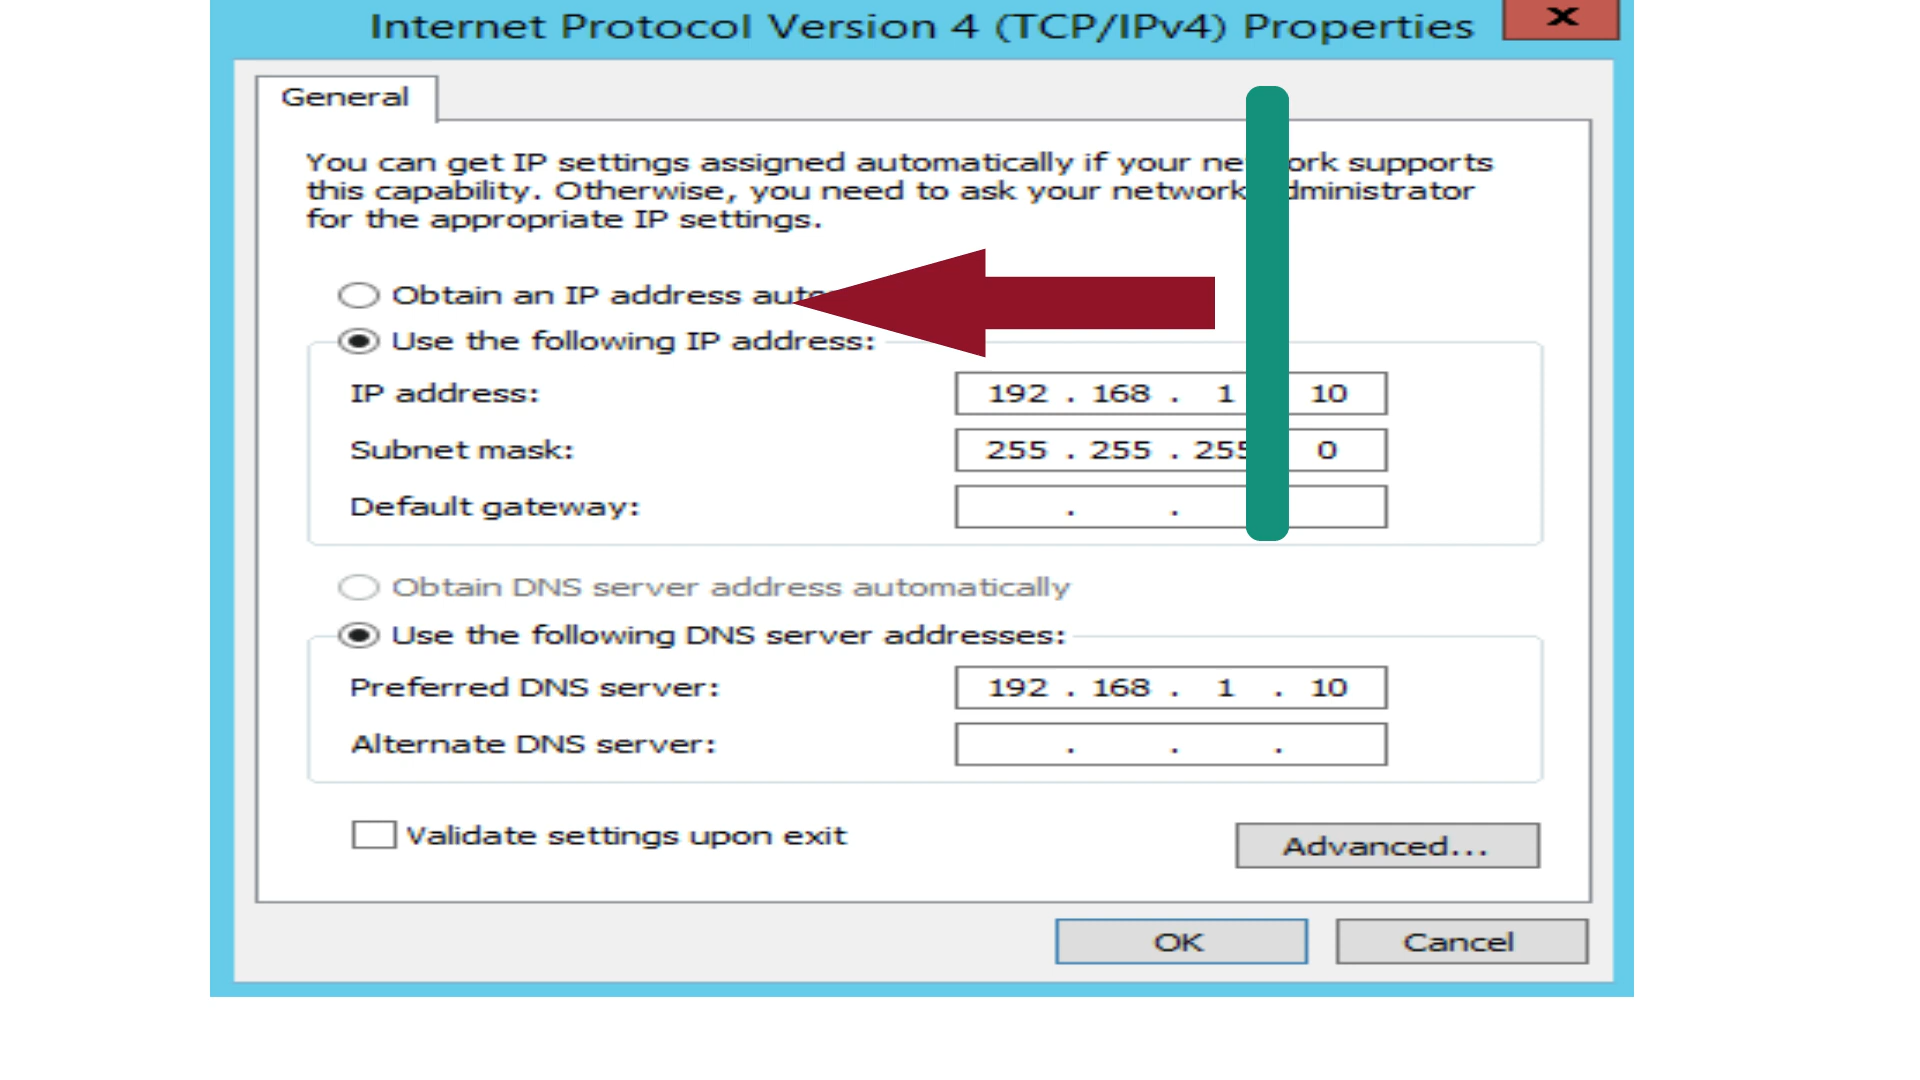 Internet Protocol Version 4 (TCP/IPv4) Properties
x
General
You can get IP settings assigned automatically if your ork supports
this capability. Otherwise, you need to ask your network
for the appropriate IP settings.
Obtain an IP address
Use the following IP address:
IP address: 192 . 168 . 1 10
Subnet mask: 255 . 255 . 255 0
Default gateway: . .
Obtain DNS server address automatically
Use the following DNS server addresses:
Preferred DNS server: 192 . 168 . 1 . 10
Alternate DNS server: . . .
Validate settings upon exit
Advanced...
OK
Cancel